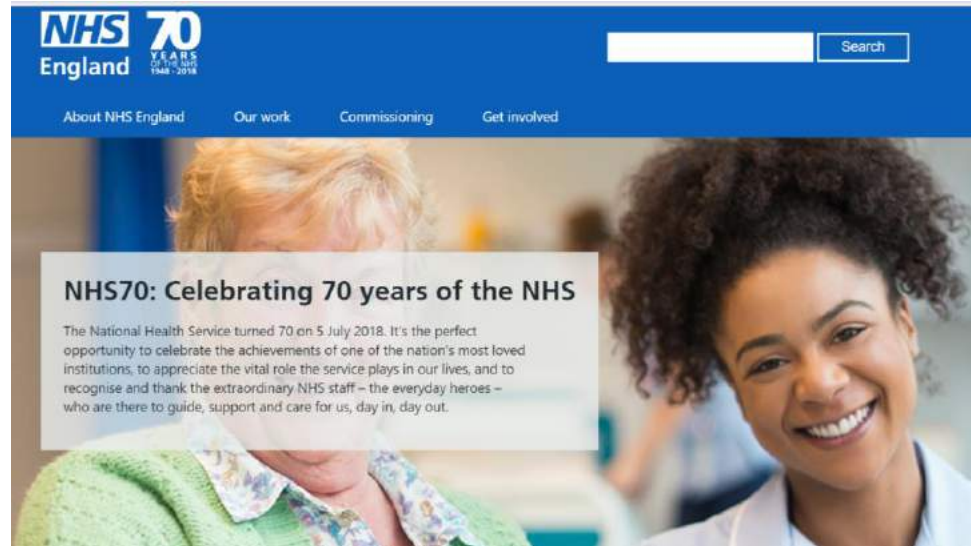 NHS
England
70
YEARS
OF THE NHS
1948 - 2018
Search
About NHS England Our work Commissioning Get involved
NHS70: Celebrating 70 years of the NHS
The National Health Service turned 70 on 5 July 2018. It's the perfect
opportunity to celebrate the achievements of one of the nation's most loved
institutions, to appreciate the vital role the service plays in our lives, and to
recognise and thank the extraordinary NHS staff – the everyday heroes –
who are there to guide, support and care for us, day in, day out.